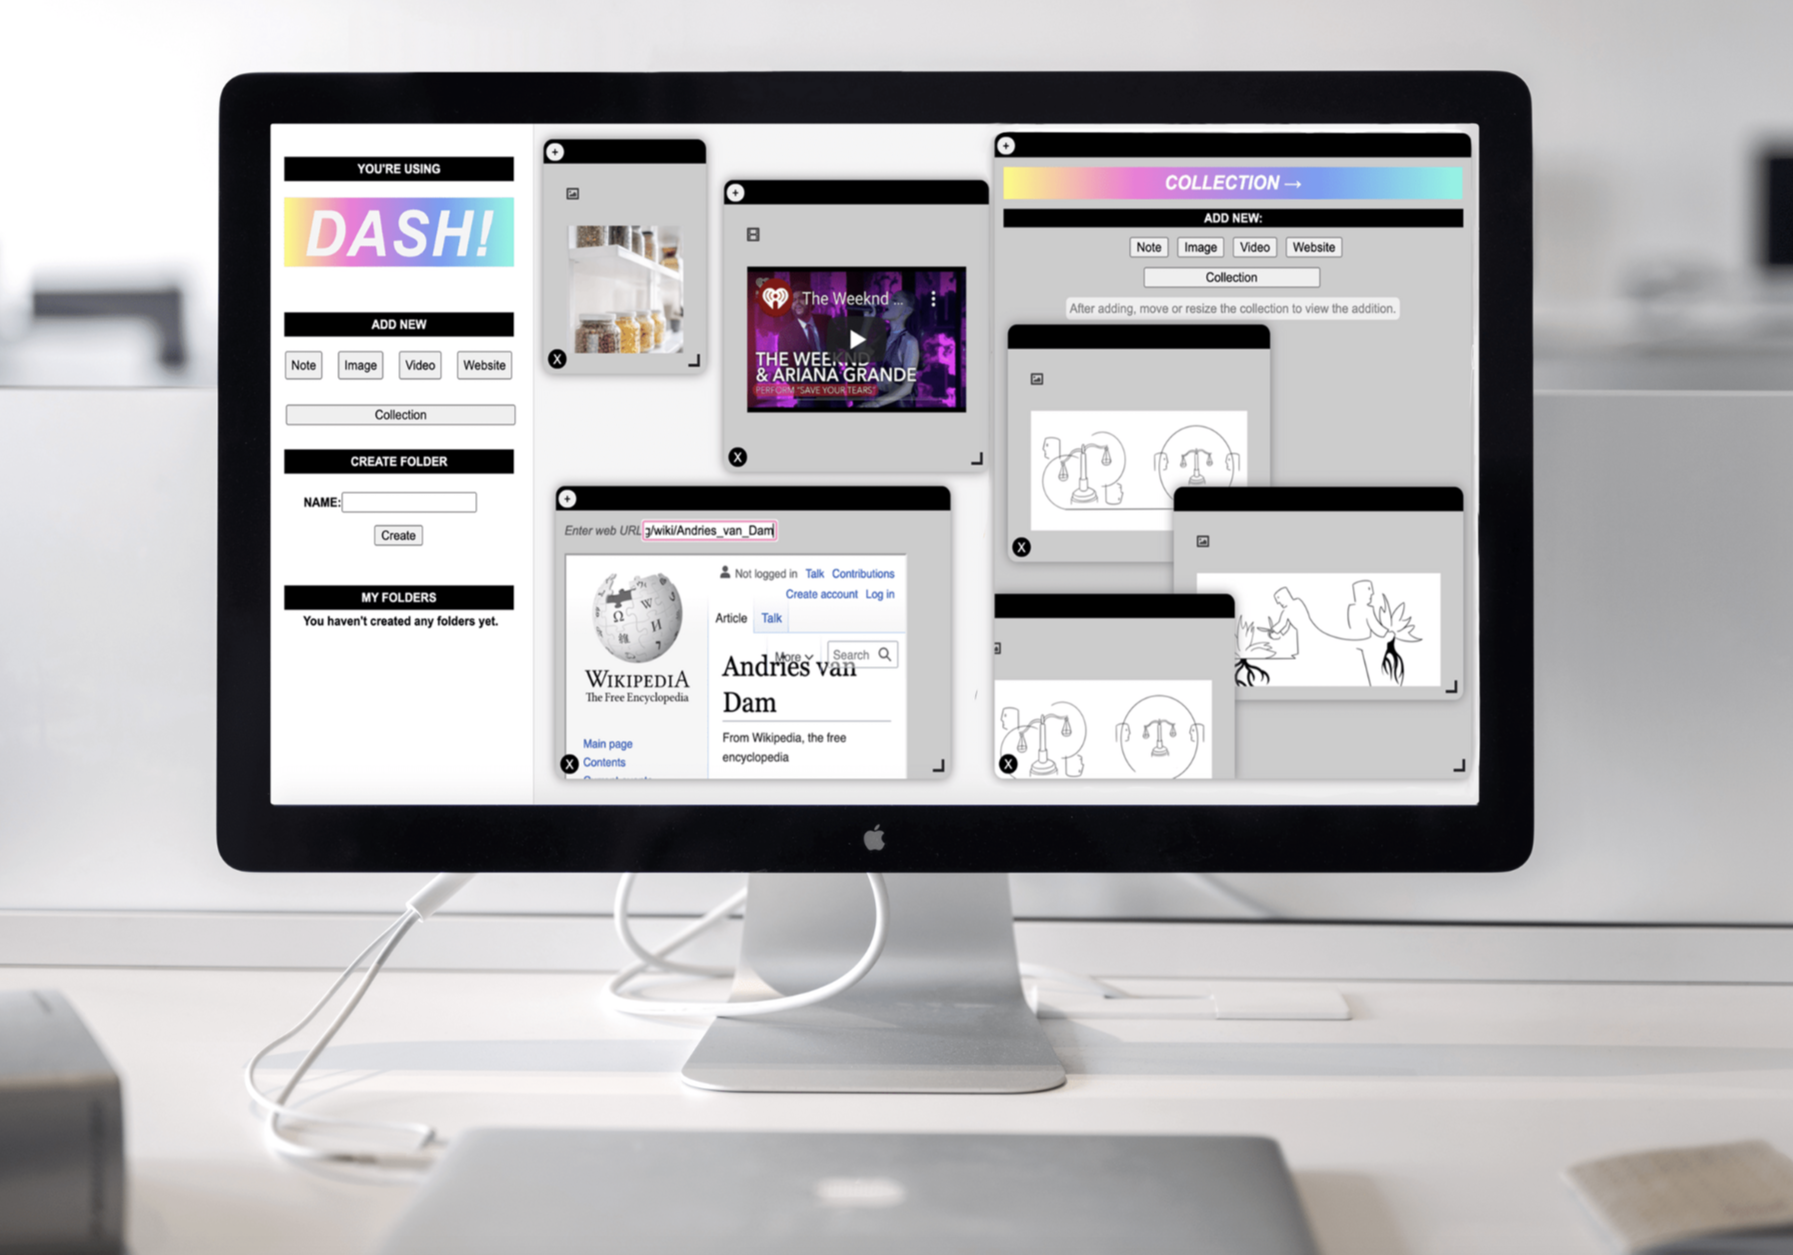 YOU'RE USING
DASH!
ADD NEW
Note Image Video Website
Collection
CREATE FOLDER
NAME:
Create
MY FOLDERS
You haven't created any folders yet.
+
X
+
The Weeknd ...
THE WEEKND
& ARIANA GRANDE
PERFORM "SAVE YOUR TEARS"
X
+
Enter web URL g/wiki/Andries_van_Dam
Not logged in Talk Contributions
Create account Log in
Article Talk
More Search
WIKIPEDIA
The Free Encyclopedia
Andries van
Dam
From Wikipedia, the free
encyclopedia
Main page
Contents
X
+
COLLECTION →
ADD NEW:
Note Image Video Website
Collection
After adding, move or resize the collection to view the addition.
X
X